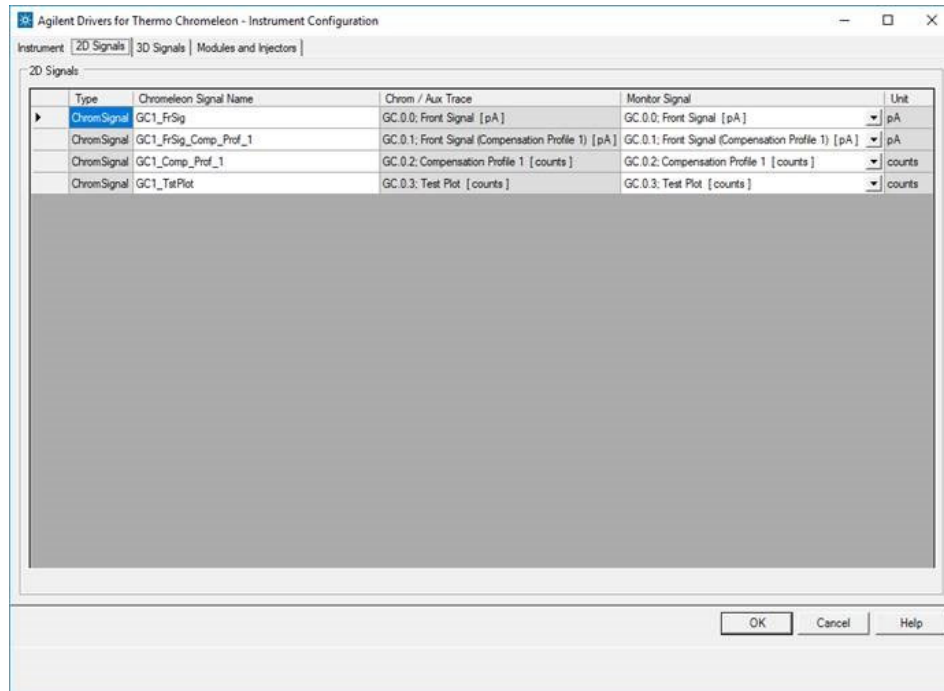 Agilent Drivers for Thermo Chromeleon - Instrument Configuration
Instrument 2D Signals 3D Signals Modules and Injectors
2D Signals
Type Chromeleon Signal Name Chrom / Aux Trace Monitor Signal Unit
ChromSignal GC1_FrSig GC.0.0; Front Signal [ pA ] GC.0.0; Front Signal [ pA ] pA
ChromSignal GC1_FrSig_Comp_Prof_1 GC.0.1; Front Signal (Compensation Profile 1) [ pA ] GC.0.1; Front Signal (Compensation Profile 1) [ pA ] pA
ChromSignal GC1_Comp_Prof_1 GC.0.2; Compensation Profile 1 [ counts ] GC.0.2; Compensation Profile 1 [ counts ] counts
ChromSignal GC1_TstPlot GC.0.3; Test Plot [ counts ] GC.0.3; Test Plot [ counts ] counts
OK Cancel Help